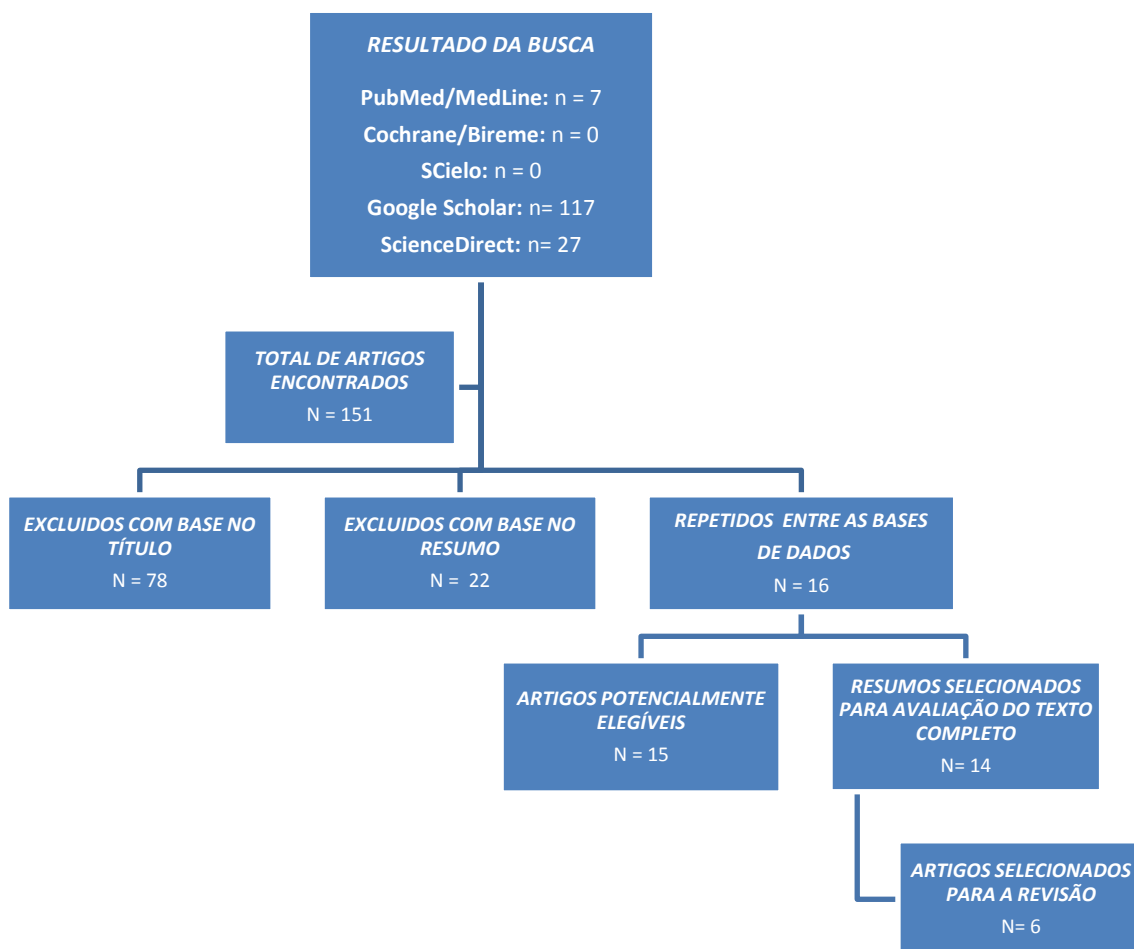 RESULTADO DA BUSCA
PubMed/MedLine: n = 7
Cochrane/Bireme: n = 0
SCielo: n = 0
Google Scholar: n= 117
ScienceDirect: n= 27
TOTAL DE ARTIGOS
ENCONTRADOS
N = 151
EXCLUIDOS COM BASE NO
TÍTULO
N = 78
EXCLUIDOS COM BASE NO
RESUMO
N = 22
REPETIDOS ENTRE AS BASES
DE DADOS
N = 16
ARTIGOS POTENCIALMENTE
ELEGÍVEIS
N = 15
RESUMOS SELECIONADOS
PARA AVALIAÇÃO DO TEXTO
COMPLETO
N= 14
ARTIGOS SELECIONADOS
PARA A REVISÃO
N= 6